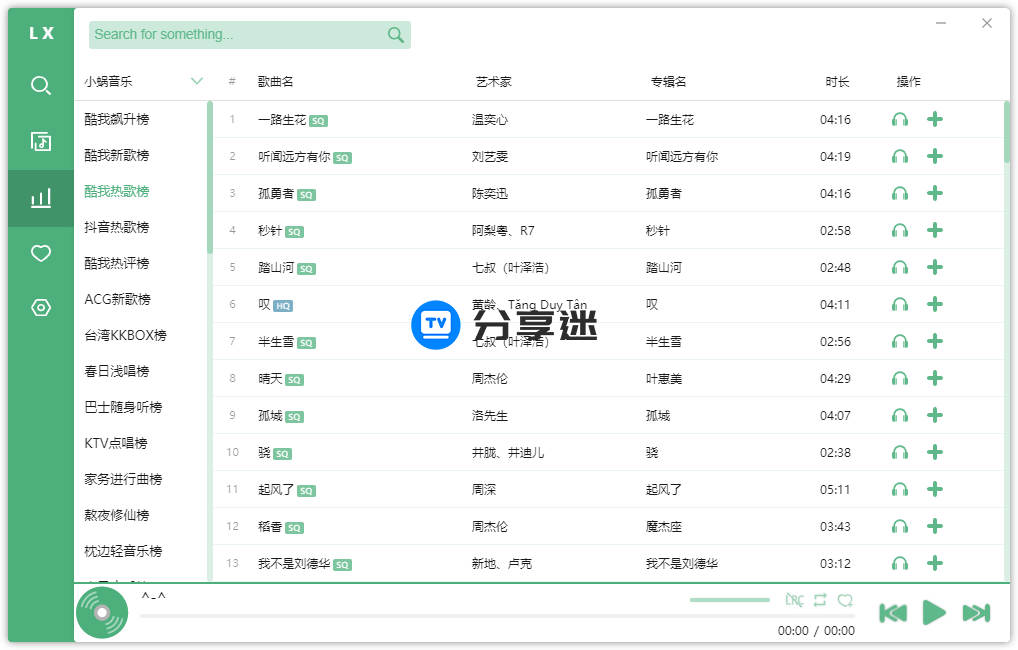 LX
Search for something...
小蜗音乐
# 歌曲名 艺术家 专辑名 时长 操作
酷我飙升榜
酷我新歌榜
酷我热歌榜
抖音热歌榜
酷我热评榜
ACG新歌榜
台湾KKBOX榜
春日浅唱榜
巴士随身听榜
KTV点唱榜
家务进行曲榜
熬夜修仙榜
枕边轻音乐榜
1 一路生花 SQ 温奕心 一路生花 04:16
2 听闻远方有你 SQ 刘艺雯 听闻远方有你 04:19
3 孤勇者 SQ 陈奕迅 孤勇者 04:16
4 秒针 SQ 阿梨粤、R7 秒针 02:58
5 踏山河 SQ 七叔（叶泽浩） 踏山河 02:48
6 叹 HQ 黄龄、Tăng Duy Tân 叹 04:11
7 半生雪 SQ 七叔（叶泽浩） 半生雪 02:56
8 晴天 SQ 周杰伦 叶惠美 04:29
9 孤城 SQ 洛先生 孤城 04:07
10 骁 SQ 井胧、井迪儿 骁 02:38
11 起风了 SQ 周深 起风了 05:11
12 稻香 SQ 周杰伦 魔杰座 03:43
13 我不是刘德华 SQ 新地、卢克 我不是刘德华 03:12
TV 分享迷
^-^
LRC
00:00 / 00:00